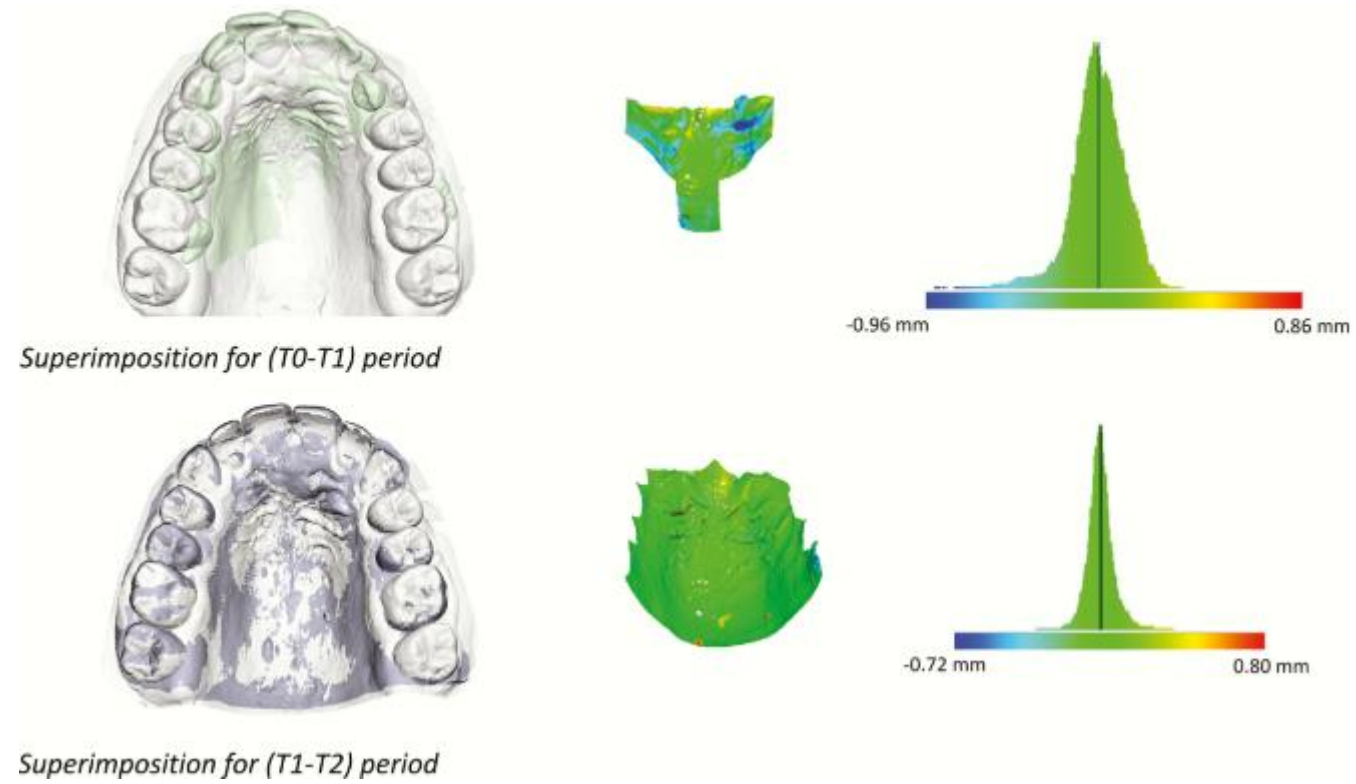 -0.96 mm
0.86 mm
Superimposition for (T0-T1) period
-0.72 mm
0.80 mm
Superimposition for (T1-T2) period